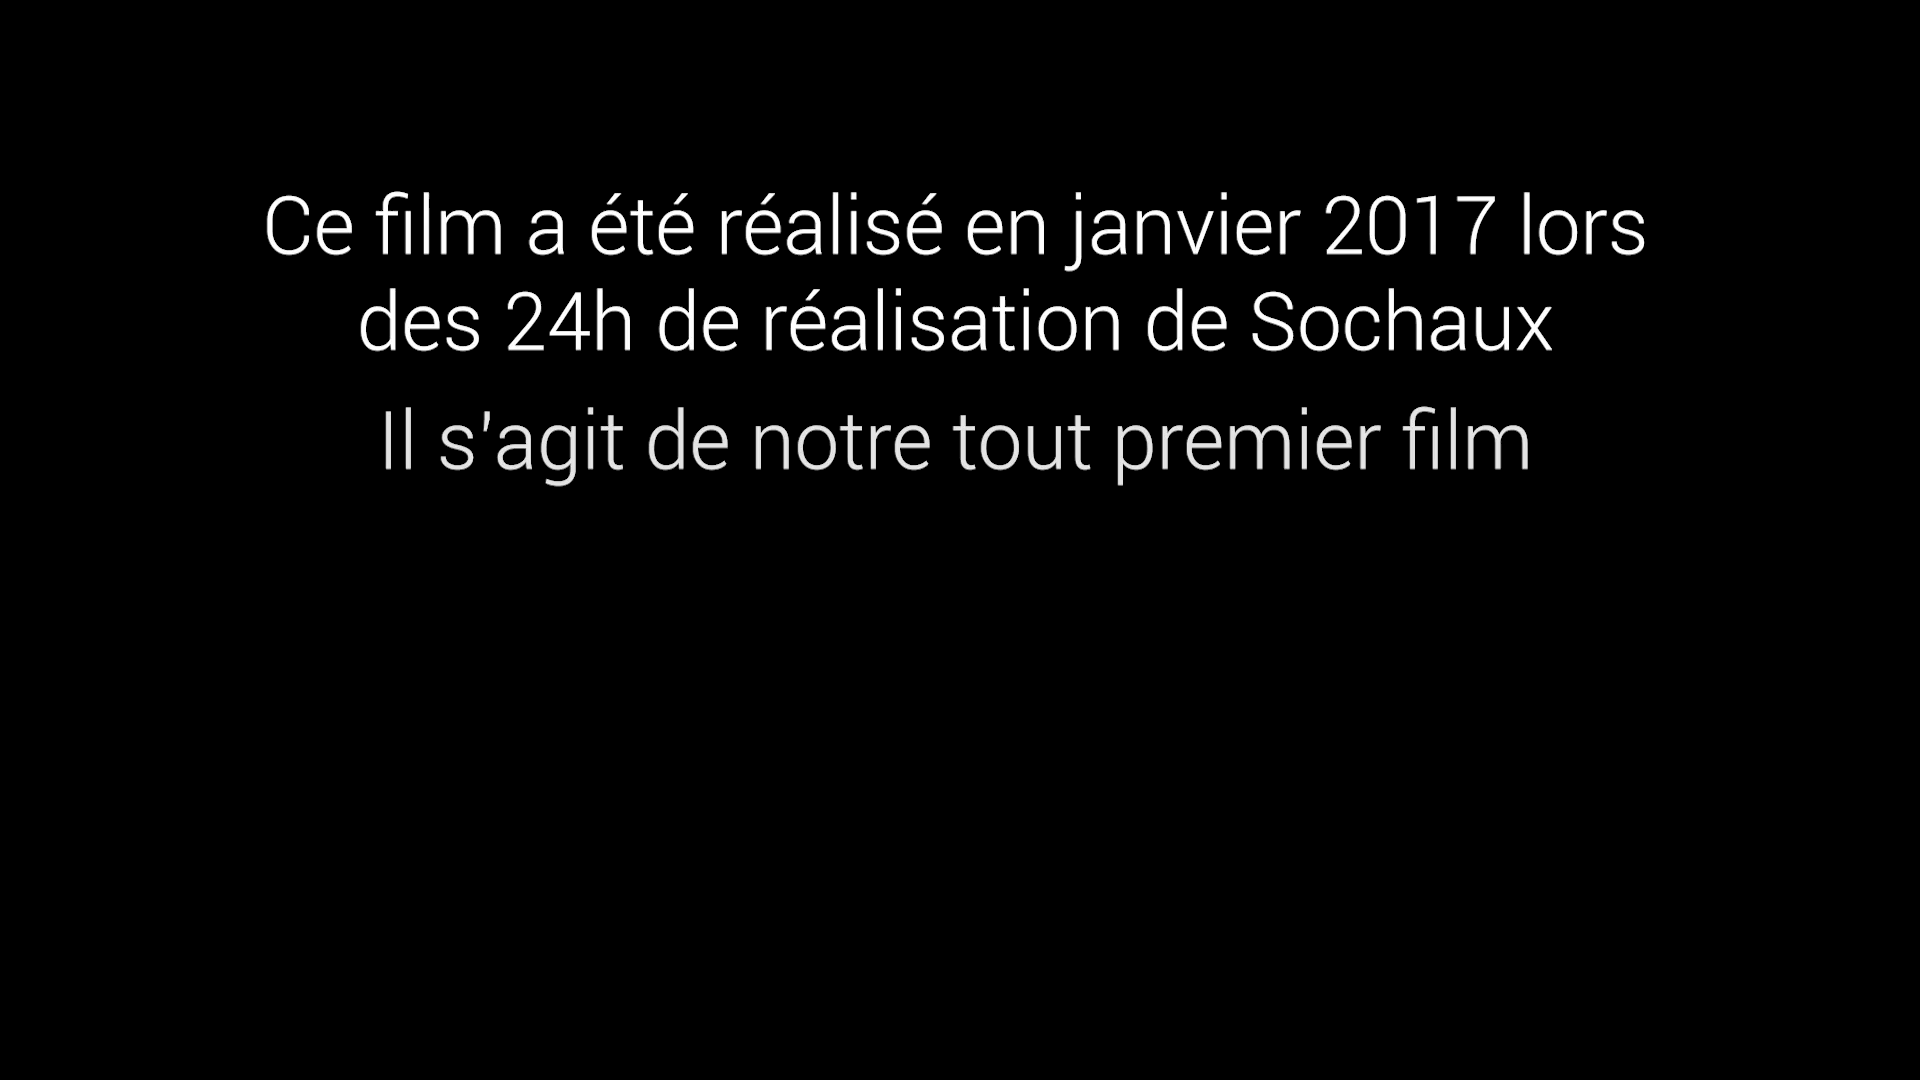 Ce film a été réalisé en janvier 2017 lors
des 24h de réalisation de Sochaux
Il s'agit de notre tout premier film